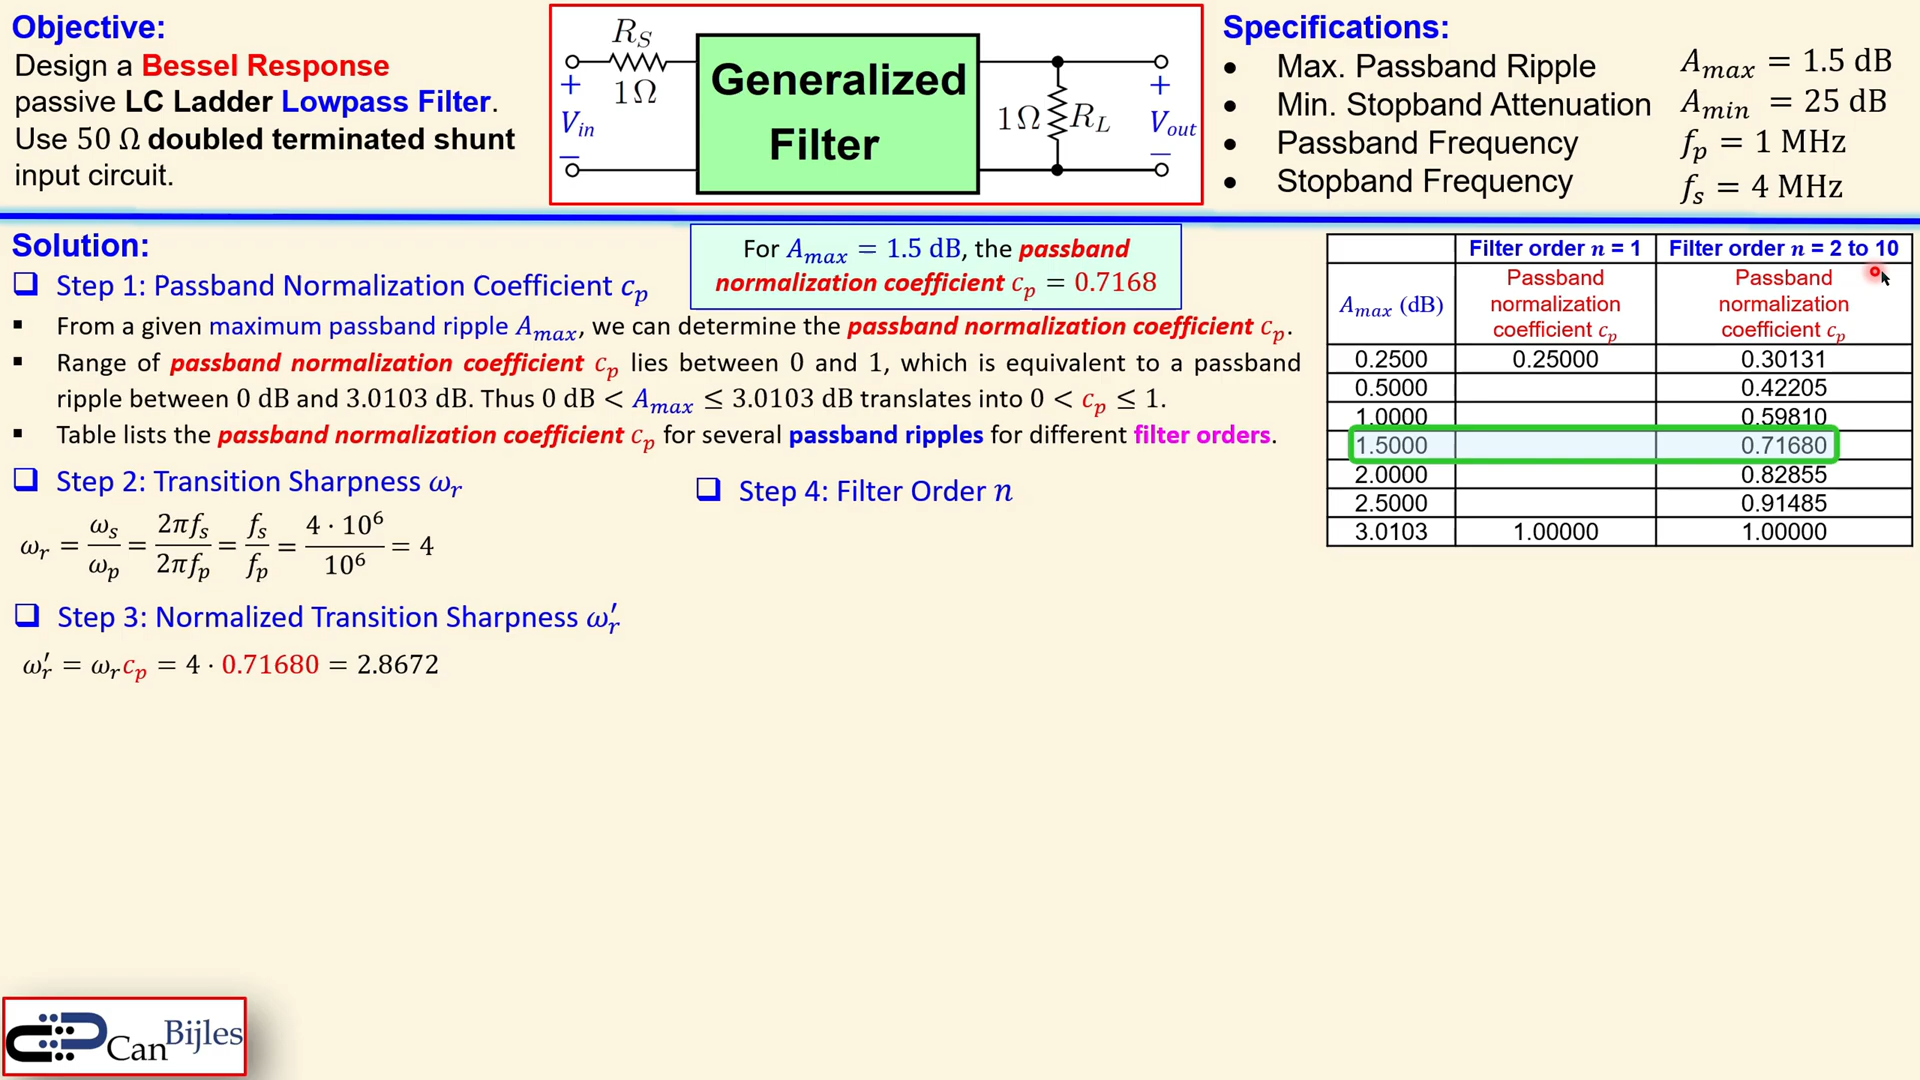 Objective:
Design a Bessel Response
passive LC Ladder Lowpass Filter.
Use 50 Ω doubled terminated shunt
input circuit.
R_S
1Ω
+
V_in
−
Generalized
Filter
1Ω R_L
+
V_out
−
Specifications:
• Max. Passband Ripple A_max = 1.5 dB
• Min. Stopband Attenuation A_min = 25 dB
• Passband Frequency f_p = 1 MHz
• Stopband Frequency f_s = 4 MHz
Solution:
❑ Step 1: Passband Normalization Coefficient c_p
For A_max = 1.5 dB, the passband
normalization coefficient c_p = 0.7168
▪ From a given maximum passband ripple A_max, we can determine the passband normalization coefficient c_p.
▪ Range of passband normalization coefficient c_p lies between 0 and 1, which is equivalent to a passband
ripple between 0 dB and 3.0103 dB. Thus 0 dB < A_max ≤ 3.0103 dB translates into 0 < c_p ≤ 1.
▪ Table lists the passband normalization coefficient c_p for several passband ripples for different filter orders.
Filter order n = 1 Filter order n = 2 to 10
A_max (dB) Passband normalization coefficient c_p Passband normalization coefficient c_p
0.2500 0.25000 0.30131
0.5000 0.42205
1.0000 0.59810
1.5000 0.71680
2.0000 0.82855
2.5000 0.91485
3.0103 1.00000 1.00000
❑ Step 2: Transition Sharpness ω_r
ω_r = ω_s/ω_p = 2πf_s/2πf_p = f_s/f_p = 4 · 10⁶/10⁶ = 4
❑ Step 3: Normalized Transition Sharpness ω′_r
ω′_r = ω_r c_p = 4 · 0.71680 = 2.8672
❑ Step 4: Filter Order n
CanBijles